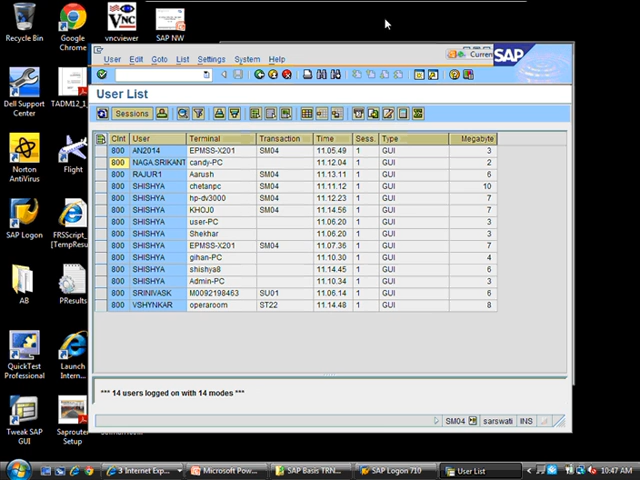 Recycle Bin
Google Chrome
vncviewer
SAP NW
Dell Support Center
TADM12_1
Norton AntiVirus
Flight
SAP Logon
FRSScript_
[TempResul
AB
PResults
QuickTest Professional
Launch Intern...
Tweak SAP GUI
Saprouter Setup
User Edit Goto List Settings System Help
Curren SAP
User List
Sessions
Clnt User Terminal Transaction Time Sess. Type Megabyte
800 AN2014 EPMSS-X201 SM04 11.05.49 1 GUI 3
800 NAGA.SRIKANT candy-PC 11.12.04 1 GUI 2
800 RAJUR1 Aarush SM04 11.13.11 1 GUI 6
800 SHISHYA chetanpc SM04 11.11.12 1 GUI 10
800 SHISHYA hp-dv3000 SM04 11.12.23 1 GUI 7
800 SHISHYA KHOJ0 SM04 11.14.56 1 GUI 7
800 SHISHYA user-PC 11.06.20 1 GUI 3
800 SHISHYA Shekhar 11.06.20 1 GUI 3
800 SHISHYA EPMSS-X201 SM04 11.07.36 1 GUI 7
800 SHISHYA gihan-PC 11.10.30 1 GUI 4
800 SHISHYA shishya8 11.14.45 1 GUI 6
800 SHISHYA Admin-PC 11.10.34 1 GUI 3
800 SRINIVASK M0092198463 SU01 11.06.14 1 GUI 6
800 VSHYNKAR operaroom ST22 11.14.48 1 GUI 8
*** 14 users logged on with 14 modes ***
SM04 sarswati INS
3 Internet Exp... Microsoft Pow... SAP Basis TRN... SAP Logon 710 User List 10:47 AM